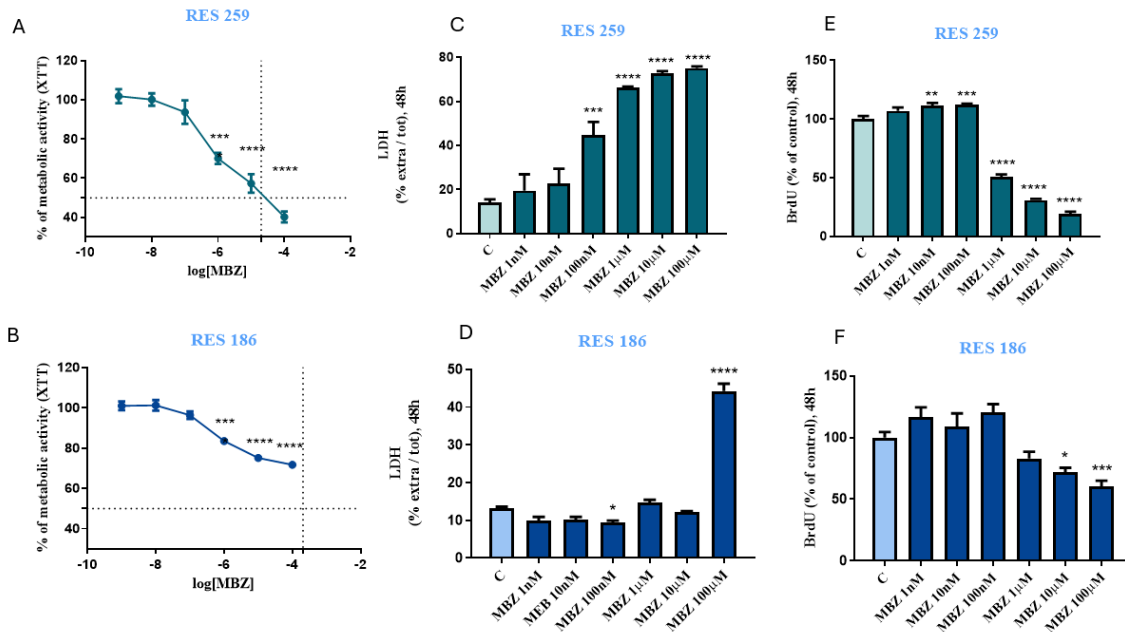 A
RES 259
% of metabolic activity (XTT)
120
100
80
60
40
***
****
****
-10
-8
-6
-4
-2
log[MBZ]
C
RES 259
LDH
(% extra / tot), 48h
80
60
40
20
0
***
****
****
****
C
MBZ 1nM
MBZ 10nM
MBZ 100nM
MBZ 1μM
MBZ 10μM
MBZ 100μM
E
RES 259
BrdU (% of control), 48h
150
100
50
0
**
***
****
****
****
C
MBZ 1nM
MBZ 10nM
MBZ 100nM
MBZ 1μM
MBZ 10μM
MBZ 100μM
B
RES 186
% of metabolic activity (XTT)
120
100
80
60
40
***
****
****
-10
-8
-6
-4
-2
log[MBZ]
D
RES 186
LDH
(% extra / tot), 48h
50
40
30
20
10
0
*
****
C
MBZ 1nM
MEB 10nM
MBZ 100nM
MBZ 1μM
MBZ 10μM
MBZ 100μM
F
RES 186
BrdU (% of control), 48h
150
100
50
0
*
***
C
MBZ 1nM
MBZ 10nM
MBZ 100nM
MBZ 1μM
MBZ 10μM
MBZ 100μM